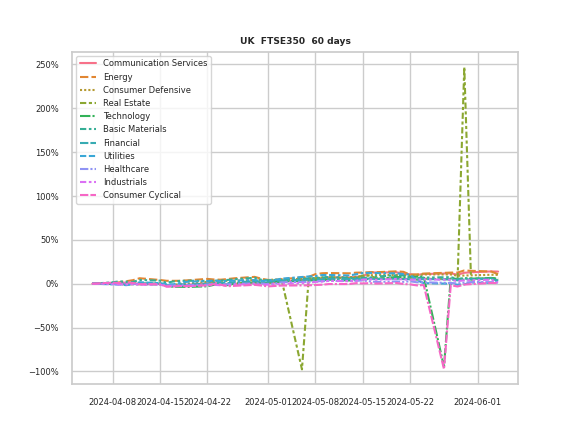 UK FTSE350 60 days
250%
200%
150%
100%
50%
0%
−50%
−100%
Communication Services
Energy
Consumer Defensive
Real Estate
Technology
Basic Materials
Financial
Utilities
Healthcare
Industrials
Consumer Cyclical
2024-04-08 2024-04-15 2024-04-22 2024-05-01 2024-05-08 2024-05-15 2024-05-22 2024-06-01